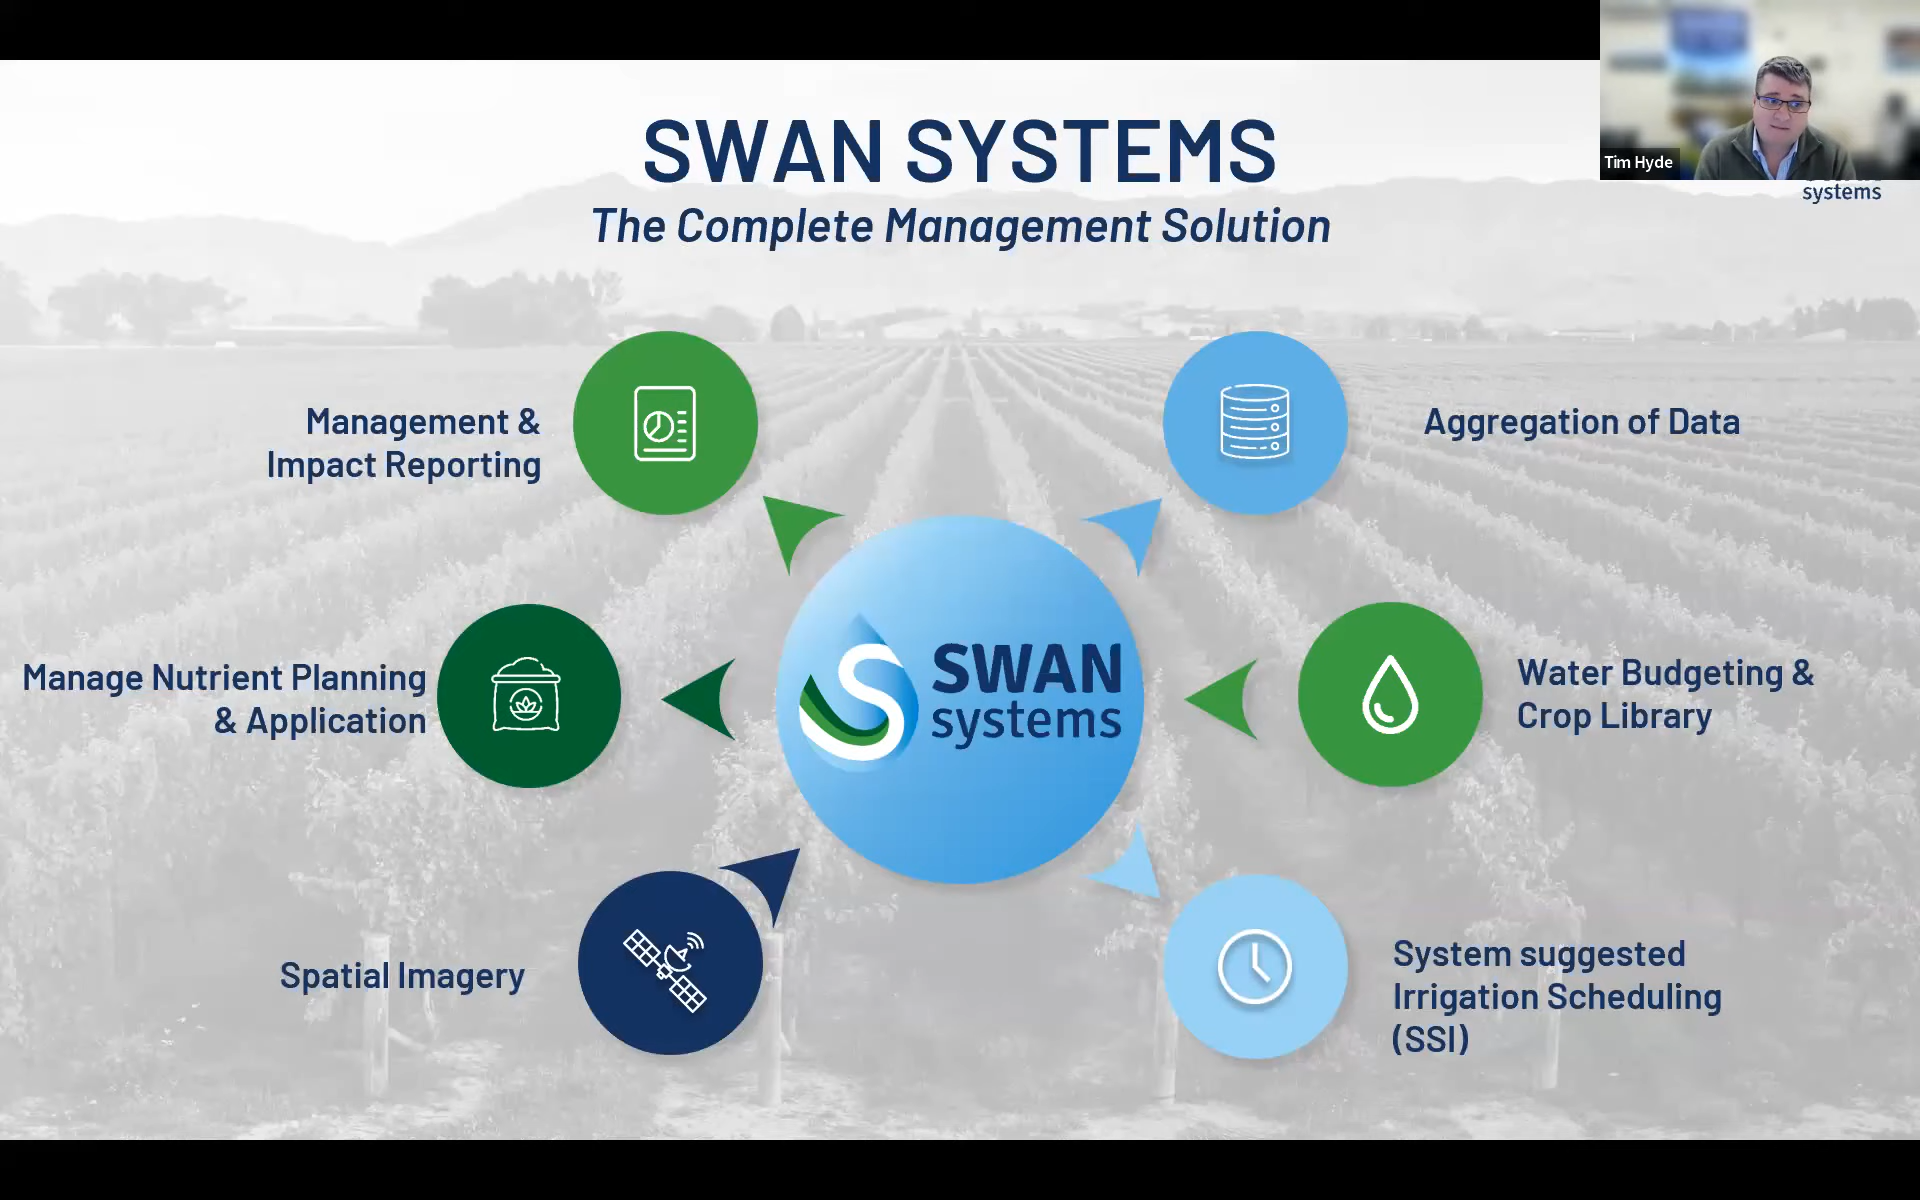 SWAN SYSTEMS
The Complete Management Solution
Tim Hyde
systems
Management &
Impact Reporting
Aggregation of Data
Manage Nutrient Planning
& Application
SWAN
systems
Water Budgeting &
Crop Library
Spatial Imagery
System suggested
Irrigation Scheduling
(SSI)